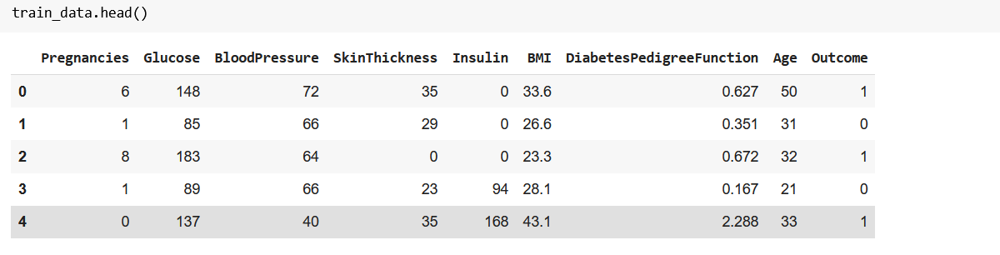 train_data.head()
Pregnancies Glucose BloodPressure SkinThickness Insulin BMI DiabetesPedigreeFunction Age Outcome
0 6 148 72 35 0 33.6 0.627 50 1
1 1 85 66 29 0 26.6 0.351 31 0
2 8 183 64 0 0 23.3 0.672 32 1
3 1 89 66 23 94 28.1 0.167 21 0
4 0 137 40 35 168 43.1 2.288 33 1